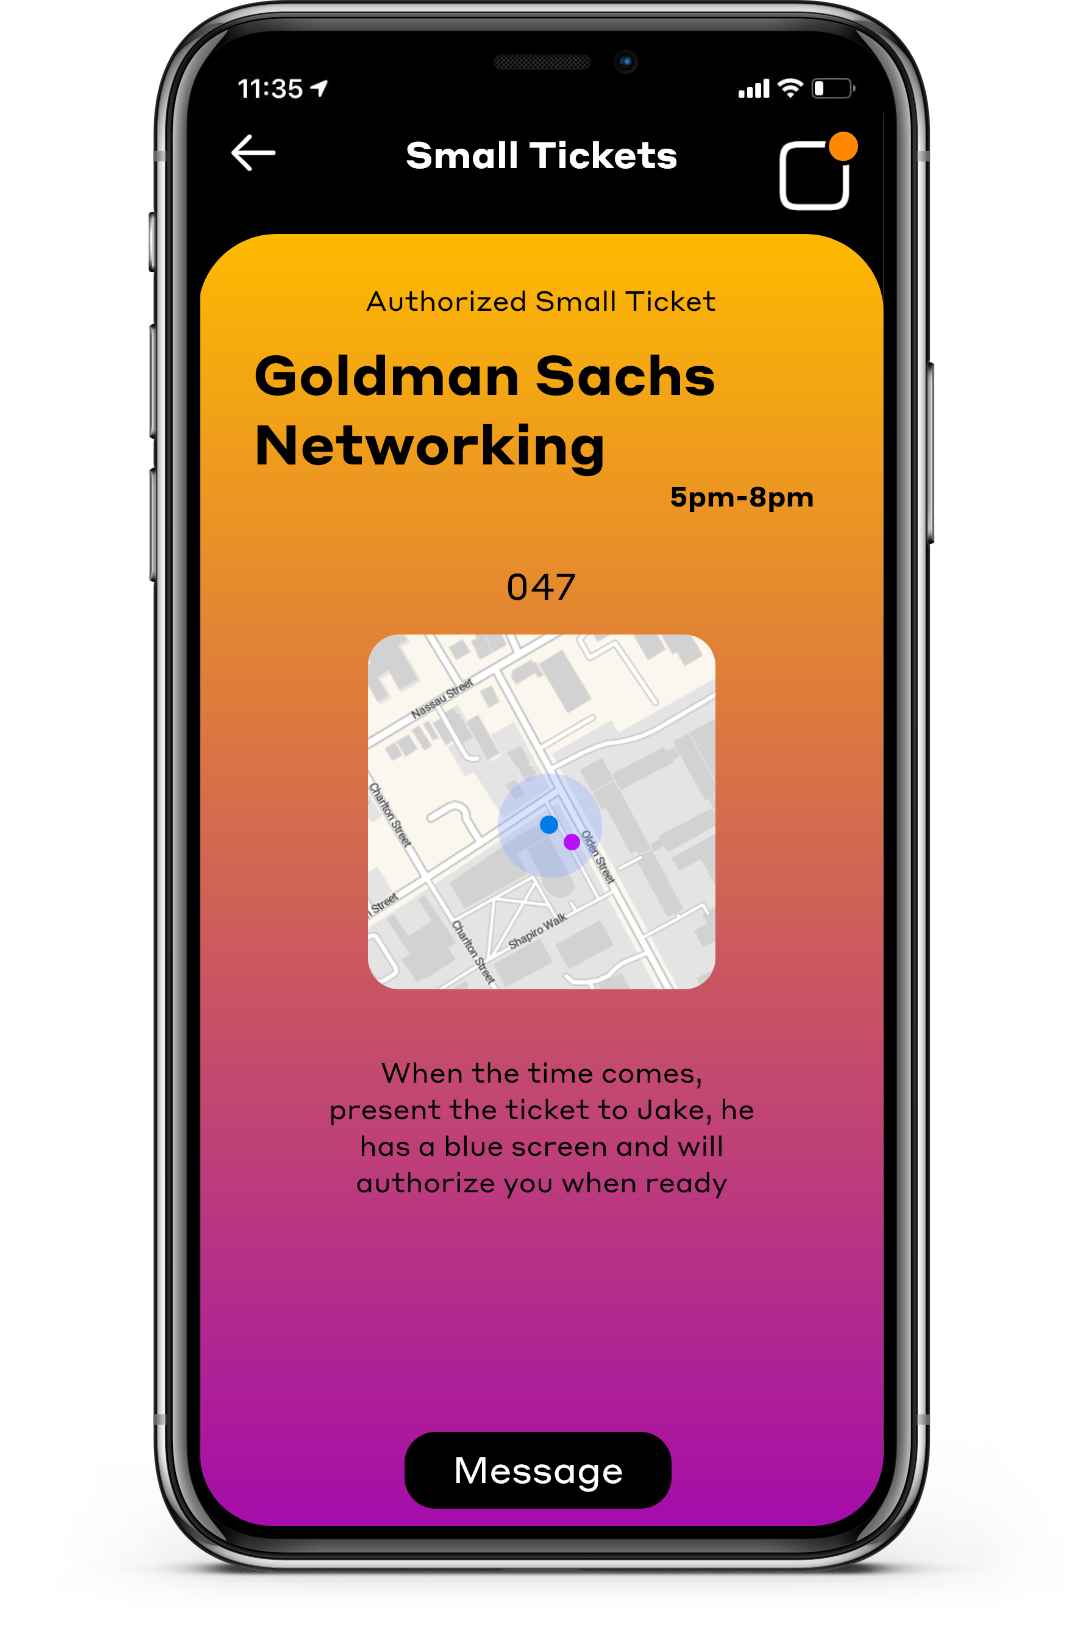 11:35
Small Tickets
Authorized Small Ticket
Goldman Sachs
Networking
5pm-8pm
047
Nassau Street
Charlton Street
Olden Street
Street
Shapiro Walk
Charlton Street
When the time comes,
present the ticket to Jake, he
has a blue screen and will
authorize you when ready
Message